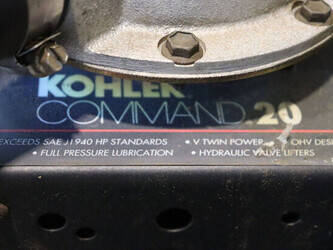 KOHLER
COMMAND.20
EXCEEDS SAE J1940 HP STANDARDS • V TWIN POWER • OHV DESI
• FULL PRESSURE LUBRICATION • HYDRAULIC VALVE LIFTERS